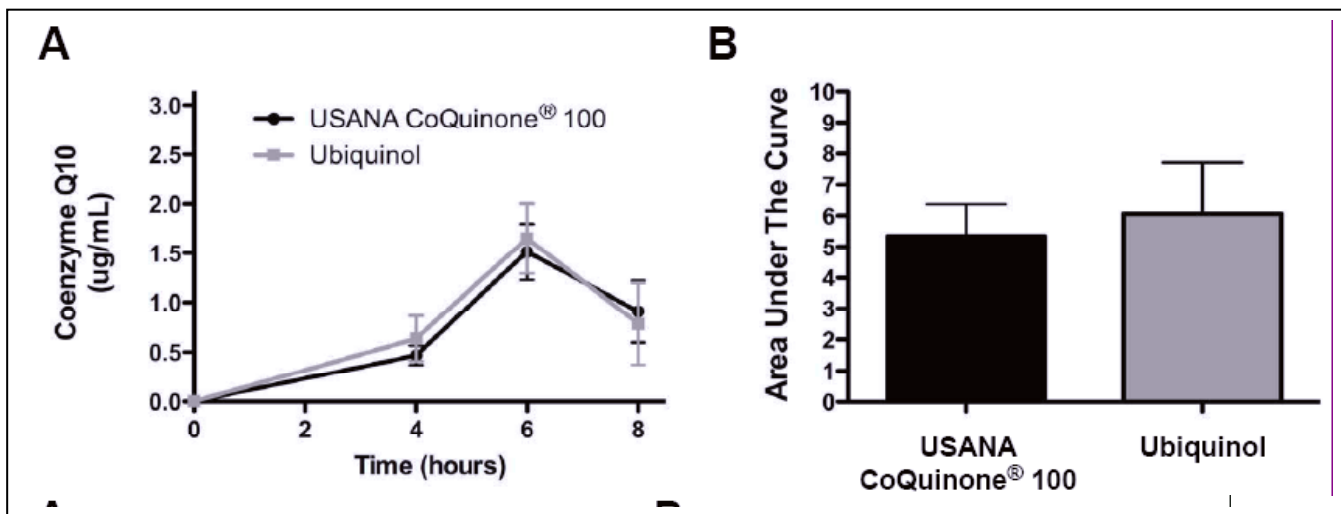 A
Coenzyme Q10
(ug/mL)
3.0
2.5
2.0
1.5
1.0
0.5
0.0
USANA CoQuinone® 100
Ubiquinol
0 2 4 6 8
Time (hours)
B
Area Under The Curve
10
9
8
7
6
5
4
3
2
1
0
USANA
CoQuinone® 100
Ubiquinol